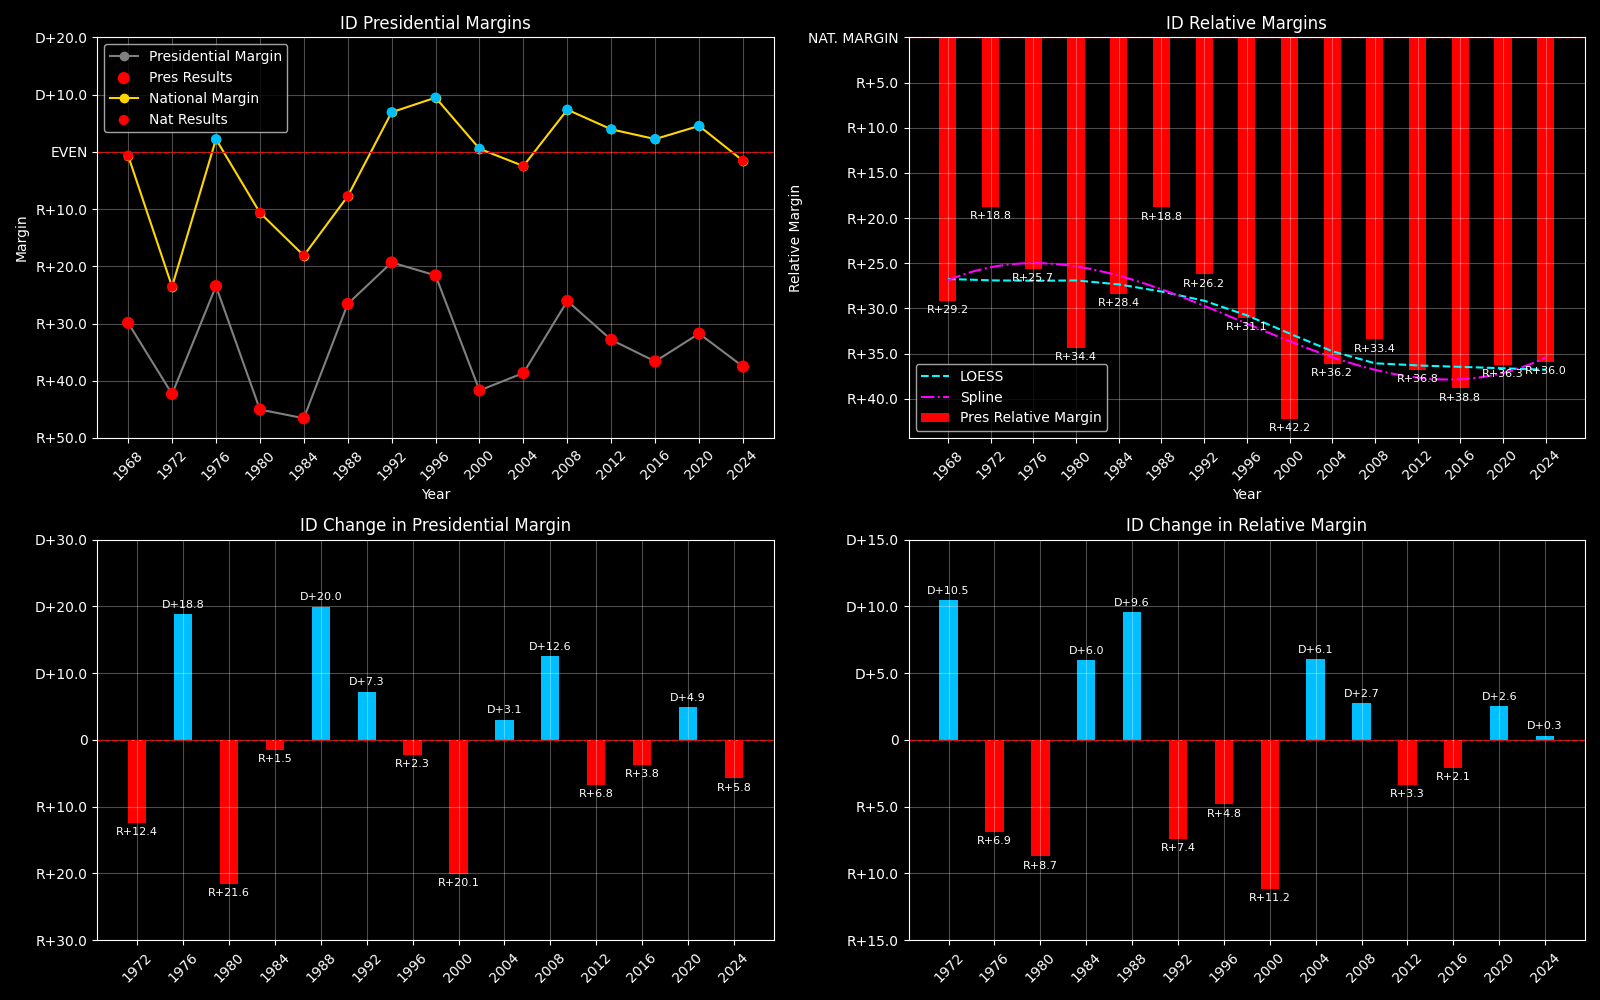 ID Presidential Margins
D+20.0
D+10.0
EVEN
R+10.0
R+20.0
R+30.0
R+40.0
R+50.0
Margin
Presidential Margin
Pres Results
National Margin
Nat Results
1968 1972 1976 1980 1984 1988 1992 1996 2000 2004 2008 2012 2016 2020 2024
Year
ID Relative Margins
NAT. MARGIN
R+5.0
R+10.0
R+15.0
R+20.0
R+25.0
R+30.0
R+35.0
R+40.0
Relative Margin
R+29.2 R+18.8 R+25.7 R+34.4 R+28.4 R+18.8 R+26.2 R+31.1 R+42.2 R+36.2 R+33.4 R+36.8 R+38.8 R+36.3 R+36.0
LOESS
Spline
Pres Relative Margin
1968 1972 1976 1980 1984 1988 1992 1996 2000 2004 2008 2012 2016 2020 2024
Year
ID Change in Presidential Margin
D+30.0
D+20.0
D+10.0
0
R+10.0
R+20.0
R+30.0
R+12.4 D+18.8 R+21.6 R+1.5 D+20.0 D+7.3 R+2.3 R+20.1 D+3.1 D+12.6 R+6.8 R+3.8 D+4.9 R+5.8
1972 1976 1980 1984 1988 1992 1996 2000 2004 2008 2012 2016 2020 2024
ID Change in Relative Margin
D+15.0
D+10.0
D+5.0
0
R+5.0
R+10.0
R+15.0
D+10.5 R+6.9 R+8.7 D+6.0 D+9.6 R+7.4 R+4.8 R+11.2 D+6.1 D+2.7 R+3.3 R+2.1 D+2.6 D+0.3
1972 1976 1980 1984 1988 1992 1996 2000 2004 2008 2012 2016 2020 2024